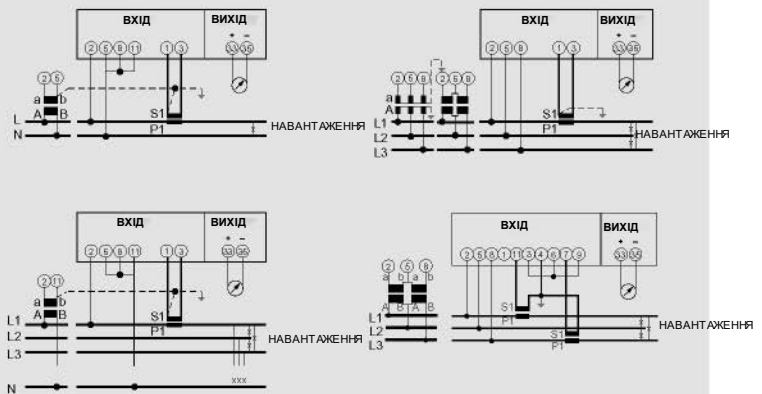 ВХІД ВИХІД
+ −
2 5 8 11 1 3 33 35
2 5
a b
A B
S1
L
P1
N
НАВАНТАЖЕННЯ
ВХІД ВИХІД
+ −
2 5 8 1 3 33 35
2 5 8 2 5 8
a
A
S1
L1
P1
L2
НАВАНТАЖЕННЯ
L3
ВХІД ВИХІД
+ −
2 5 8 11 1 3 33 35
2 11
a b
A B
S1
L1
P1
L2
НАВАНТАЖЕННЯ
L3
xxx
N
ВХІД ВИХІД
+ −
2 5 8 1 11 3 4 6 7 9 33 35
2 5 8
a b a b
A B A B
S1
L1
P1
L2
S1
НАВАНТАЖЕННЯ
L3
P1